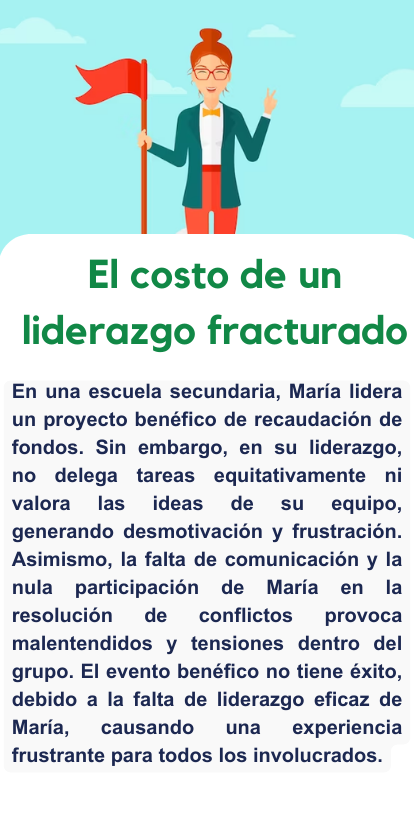 El costo de un
liderazgo fracturado
En una escuela secundaria, María lidera
un proyecto benéfico de recaudación de
fondos. Sin embargo, en su liderazgo,
no delega tareas equitativamente ni
valora las ideas de su equipo,
generando desmotivación y frustración.
Asimismo, la falta de comunicación y la
nula participación de María en la
resolución de conflictos provoca
malentendidos y tensiones dentro del
grupo. El evento benéfico no tiene éxito,
debido a la falta de liderazgo eficaz de
María, causando una experiencia
frustrante para todos los involucrados.